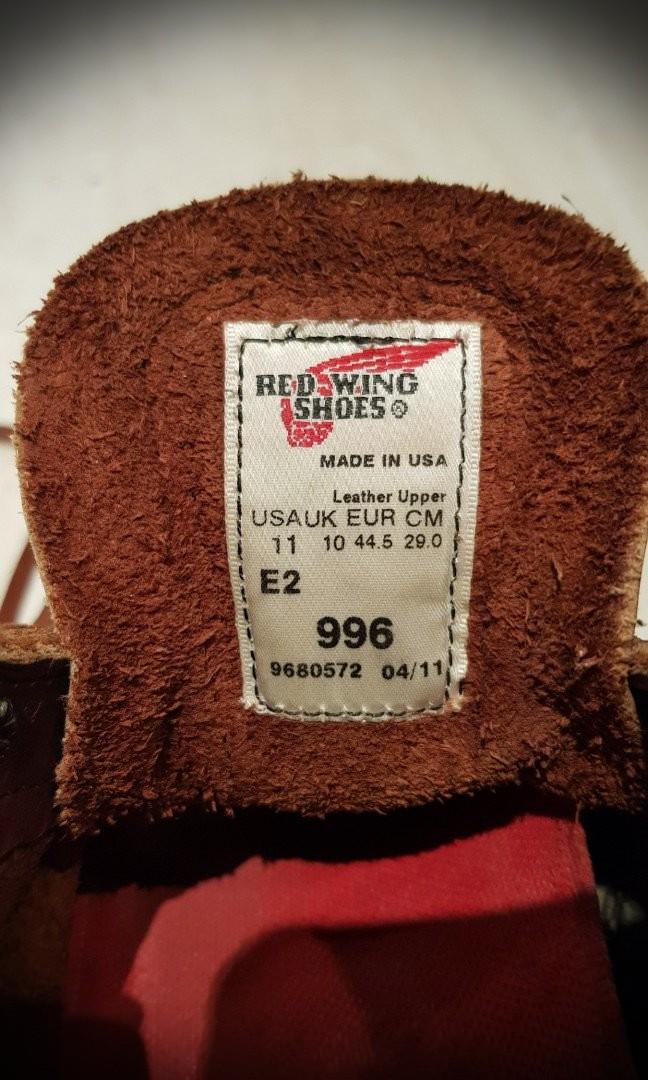 RED WING
SHOES®
MADE IN USA
Leather Upper
USA UK EUR CM
11 10 44.5 29.0
E2
996
9680572 04/11